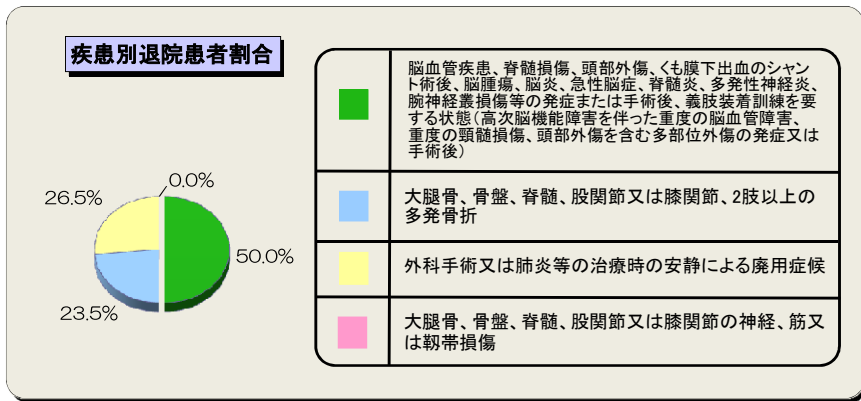 疾患別退院患者割合
脳血管疾患、脊髄損傷、頭部外傷、くも膜下出血のシャン
ト術後、脳腫瘍、脳炎、急性脳症、脊髄炎、多発性神経炎、
腕神経叢損傷等の発症または手術後、義肢装着訓練を要
する状態(高次脳機能障害を伴った重度の脳血管障害、
重度の頸髄損傷、頭部外傷を含む多部位外傷の発症又は
手術後)
大腿骨、骨盤、脊髄、股関節又は膝関節、2肢以上の
多発骨折
外科手術又は肺炎等の治療時の安静による廃用症候
大腿骨、骨盤、脊髄、股関節又は膝関節の神経、筋又
は靱帯損傷
0.0%
26.5%
50.0%
23.5%